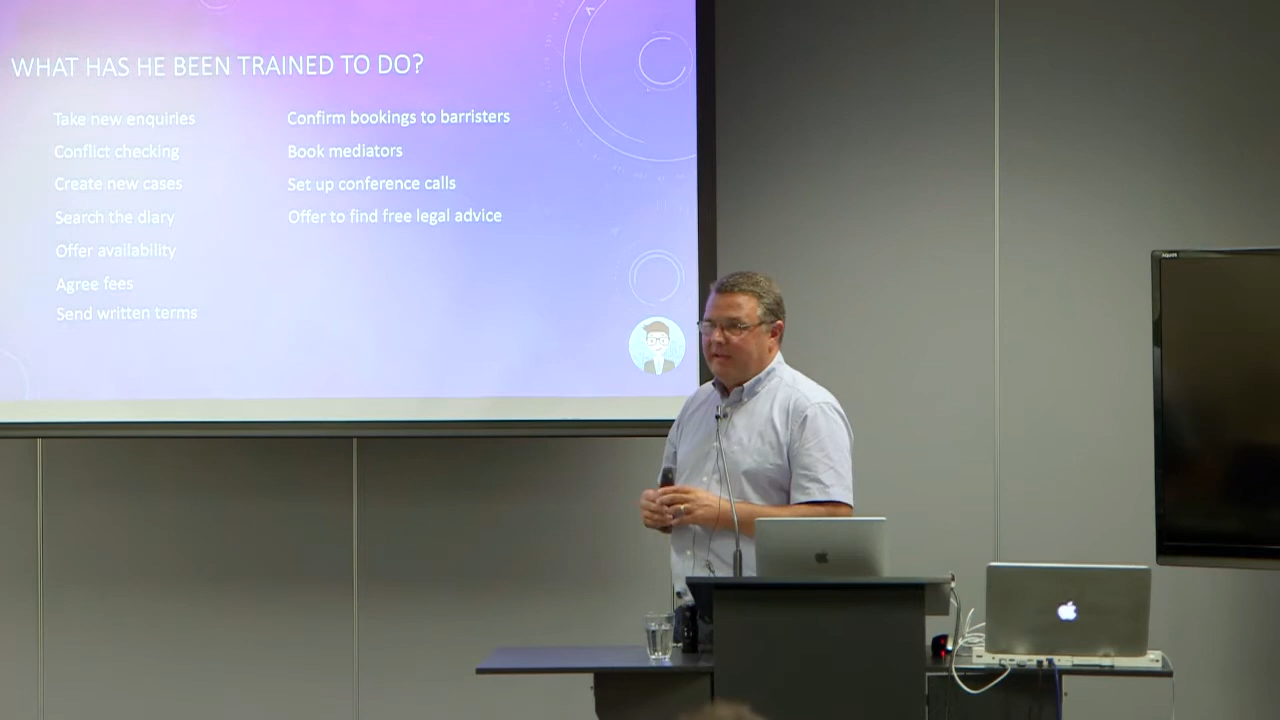 WHAT HAS HE BEEN TRAINED TO DO?
Take new enquiries
Conflict checking
Create new cases
Search the diary
Offer availability
Agree fees
Send written terms
Confirm bookings to barristers
Book mediators
Set up conference calls
Offer to find free legal advice